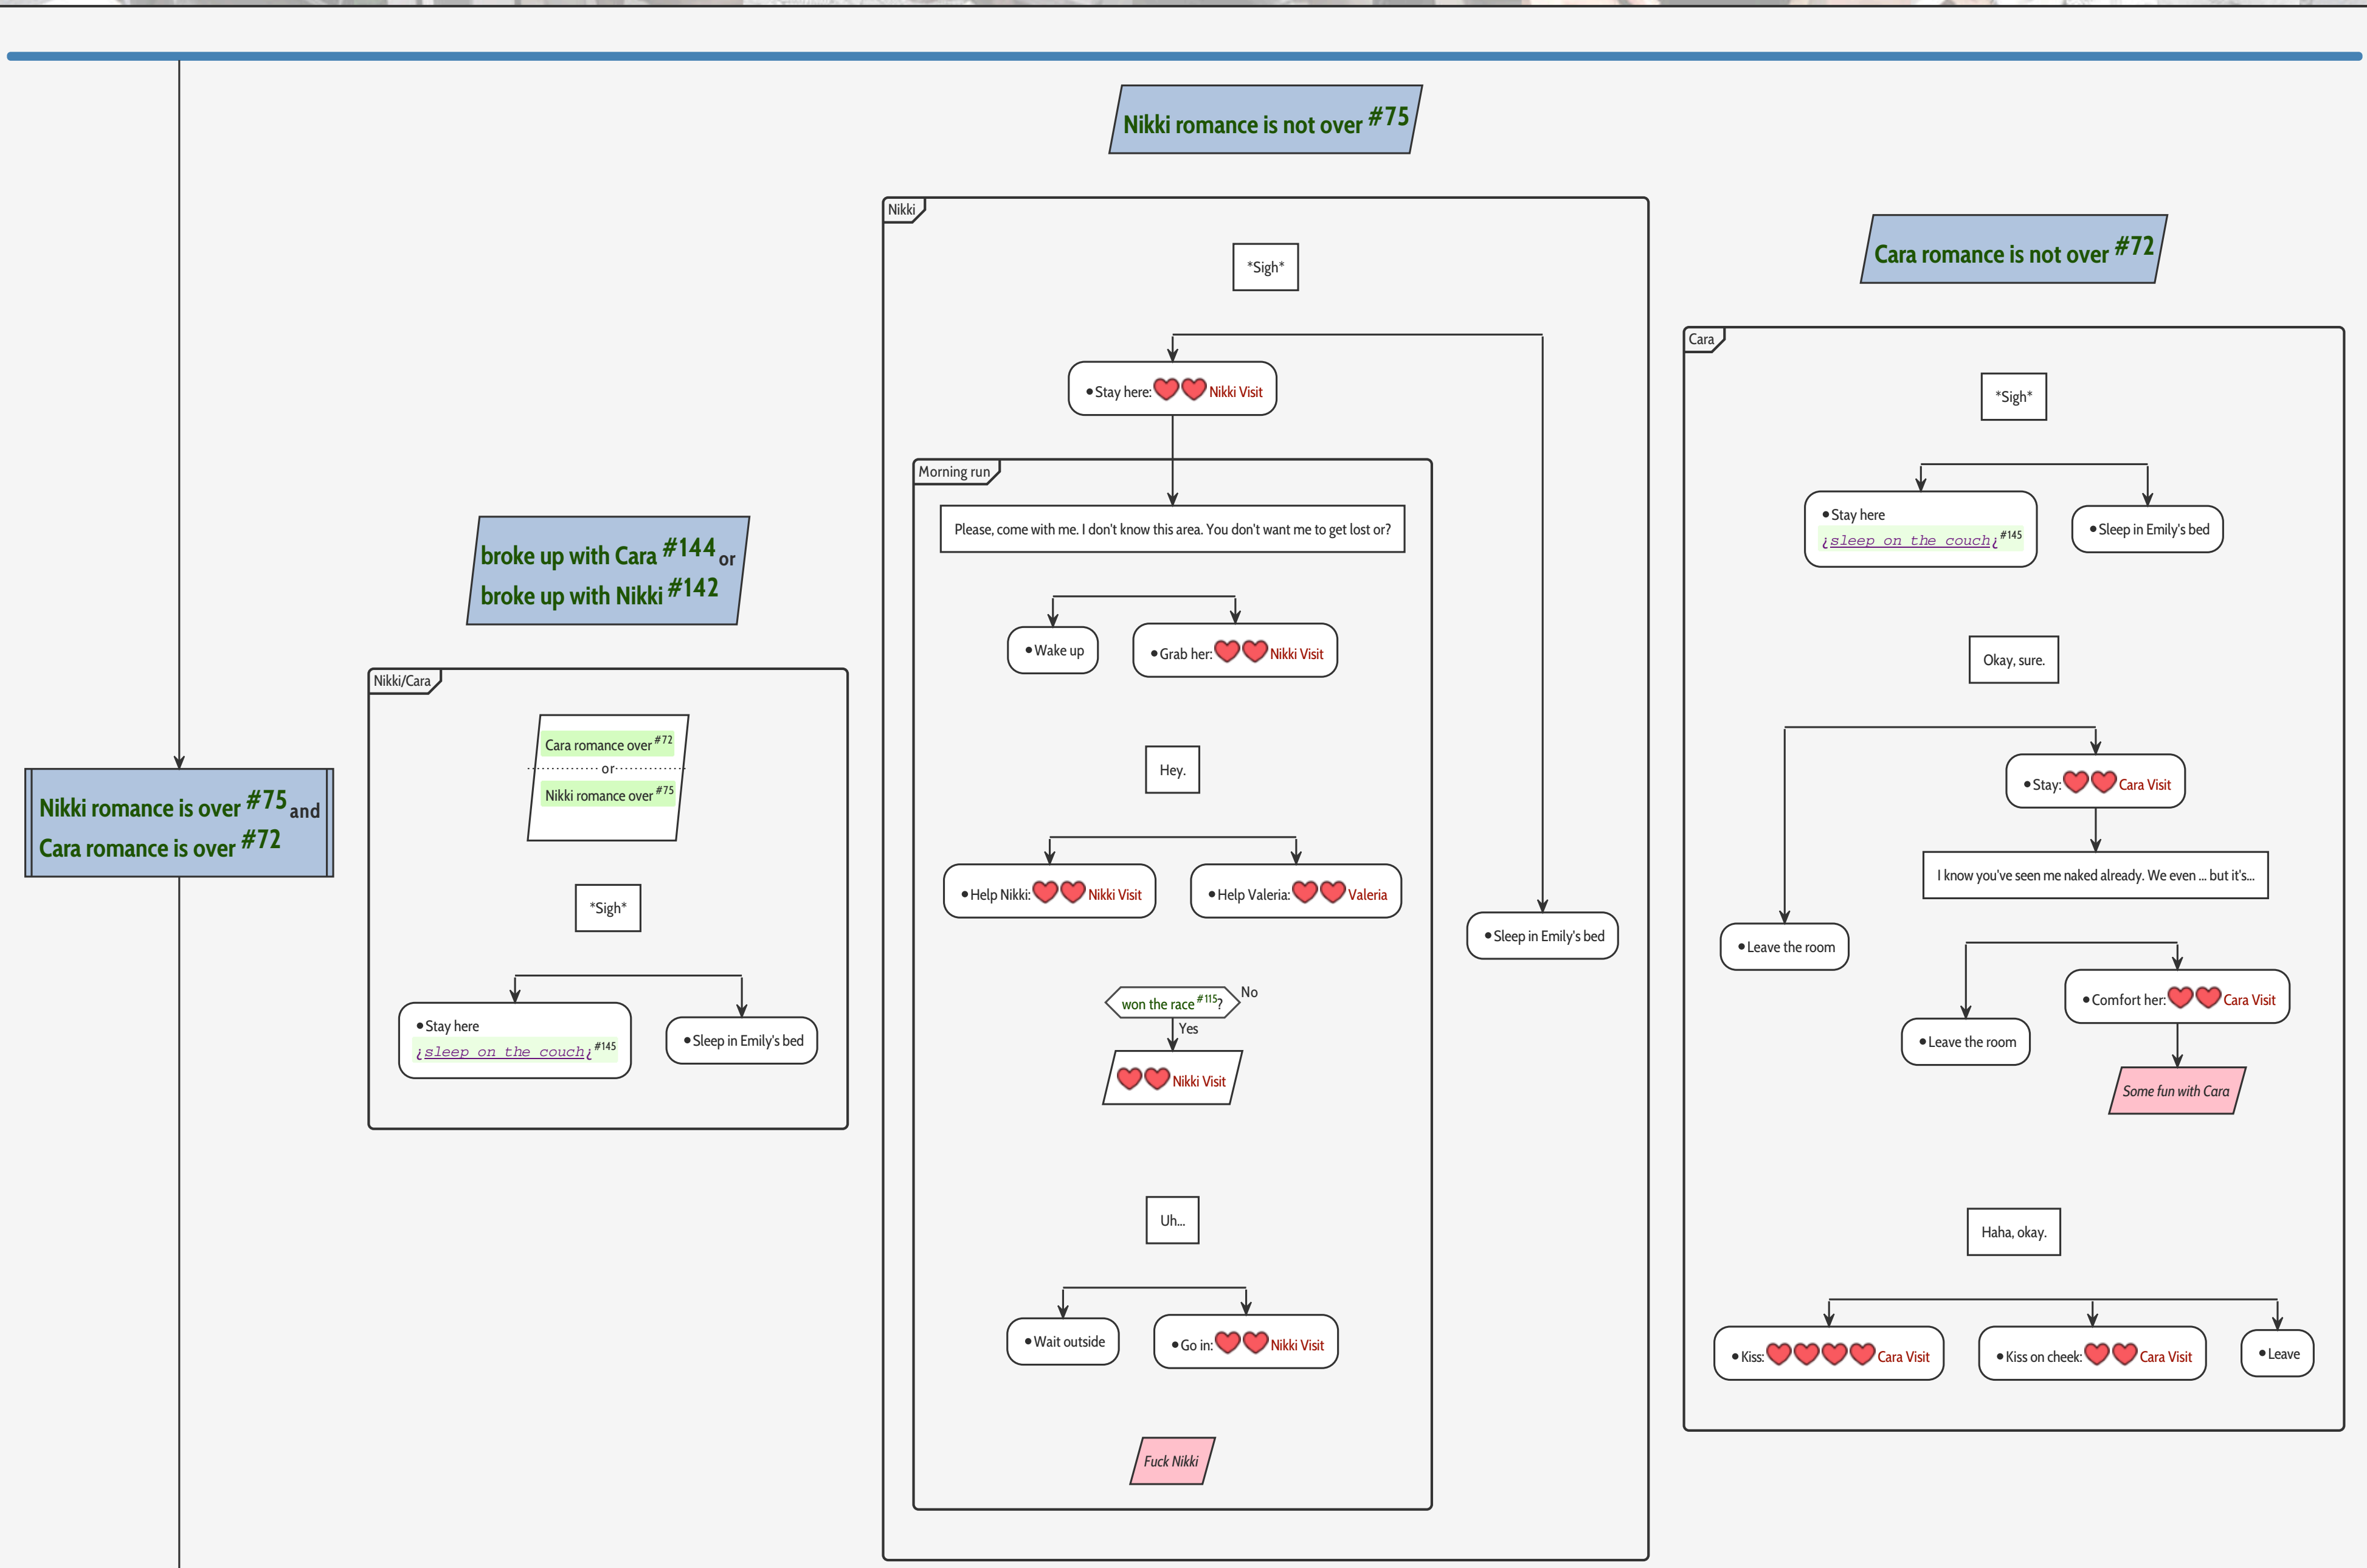 Nikki romance is over #75 and
Cara romance is over #72
broke up with Cara #144 or
broke up with Nikki #142
Nikki/Cara
Cara romance over #72
or
Nikki romance over #75
*Sigh*
•Stay here
¿sleep on the couch¿ #145
•Sleep in Emily's bed
Nikki romance is not over #75
Nikki
*Sigh*
•Stay here: Nikki Visit
Morning run
Please, come with me. I don't know this area. You don't want me to get lost or?
•Wake up
•Grab her: Nikki Visit
Hey.
•Help Nikki: Nikki Visit
•Help Valeria: Valeria
won the race #115?
No
Yes
Nikki Visit
Uh...
•Wait outside
•Go in: Nikki Visit
Fuck Nikki
•Sleep in Emily's bed
Cara romance is not over #72
Cara
*Sigh*
•Stay here
¿sleep on the couch¿ #145
•Sleep in Emily's bed
Okay, sure.
•Stay: Cara Visit
I know you've seen me naked already. We even ... but it's...
•Leave the room
•Leave the room
•Comfort her: Cara Visit
Some fun with Cara
Haha, okay.
•Kiss: Cara Visit
•Kiss on cheek: Cara Visit
•Leave